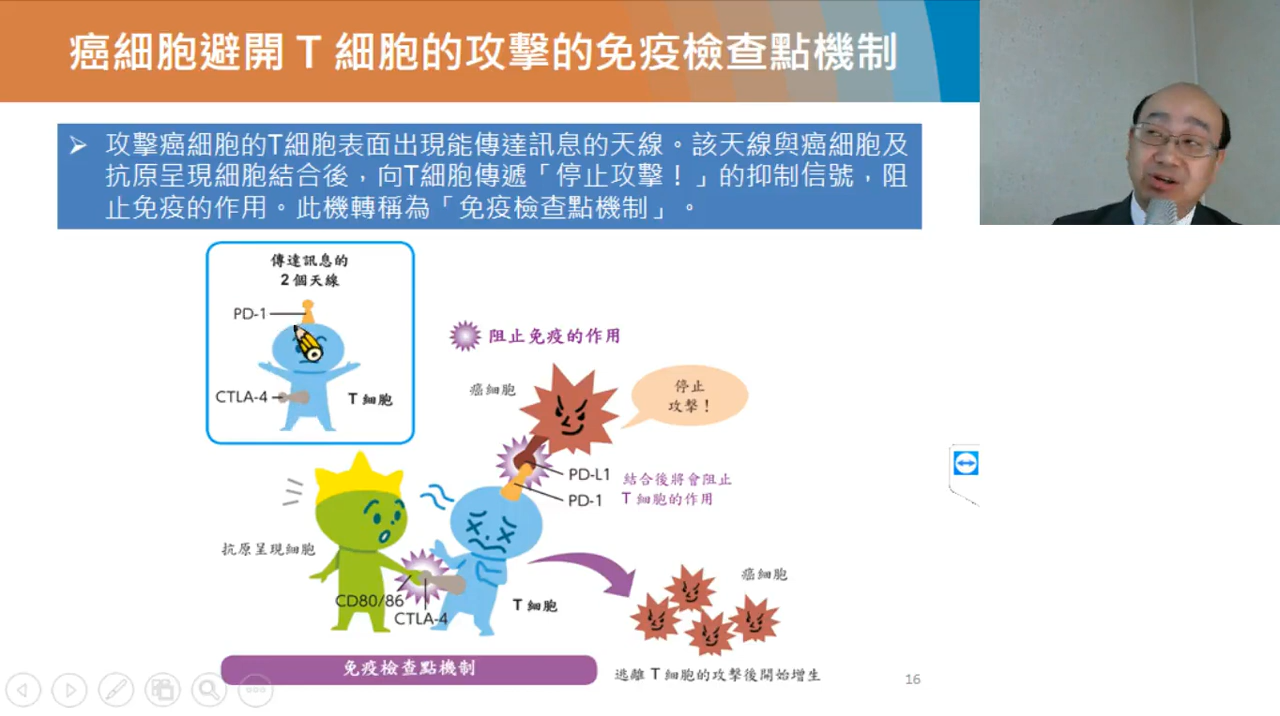 癌細胞避開 T 細胞的攻擊的免疫檢查點機制
攻擊癌細胞的T細胞表面出現能傳達訊息的天線。該天線與癌細胞及
抗原呈現細胞結合後，向T細胞傳遞「停止攻擊！」的抑制信號，阻
止免疫的作用。此機轉稱為「免疫檢查點機制」。
傳達訊息的
2 個天線
PD-1
CTLA-4
T 細胞
阻止免疫的作用
癌細胞
停止
攻擊！
PD-L1
PD-1
結合後將會阻止
T 細胞的作用
抗原呈現細胞
CD80/86
CTLA-4
T 細胞
癌細胞
免疫檢查點機制
逃離 T 細胞的攻擊後開始增生
16